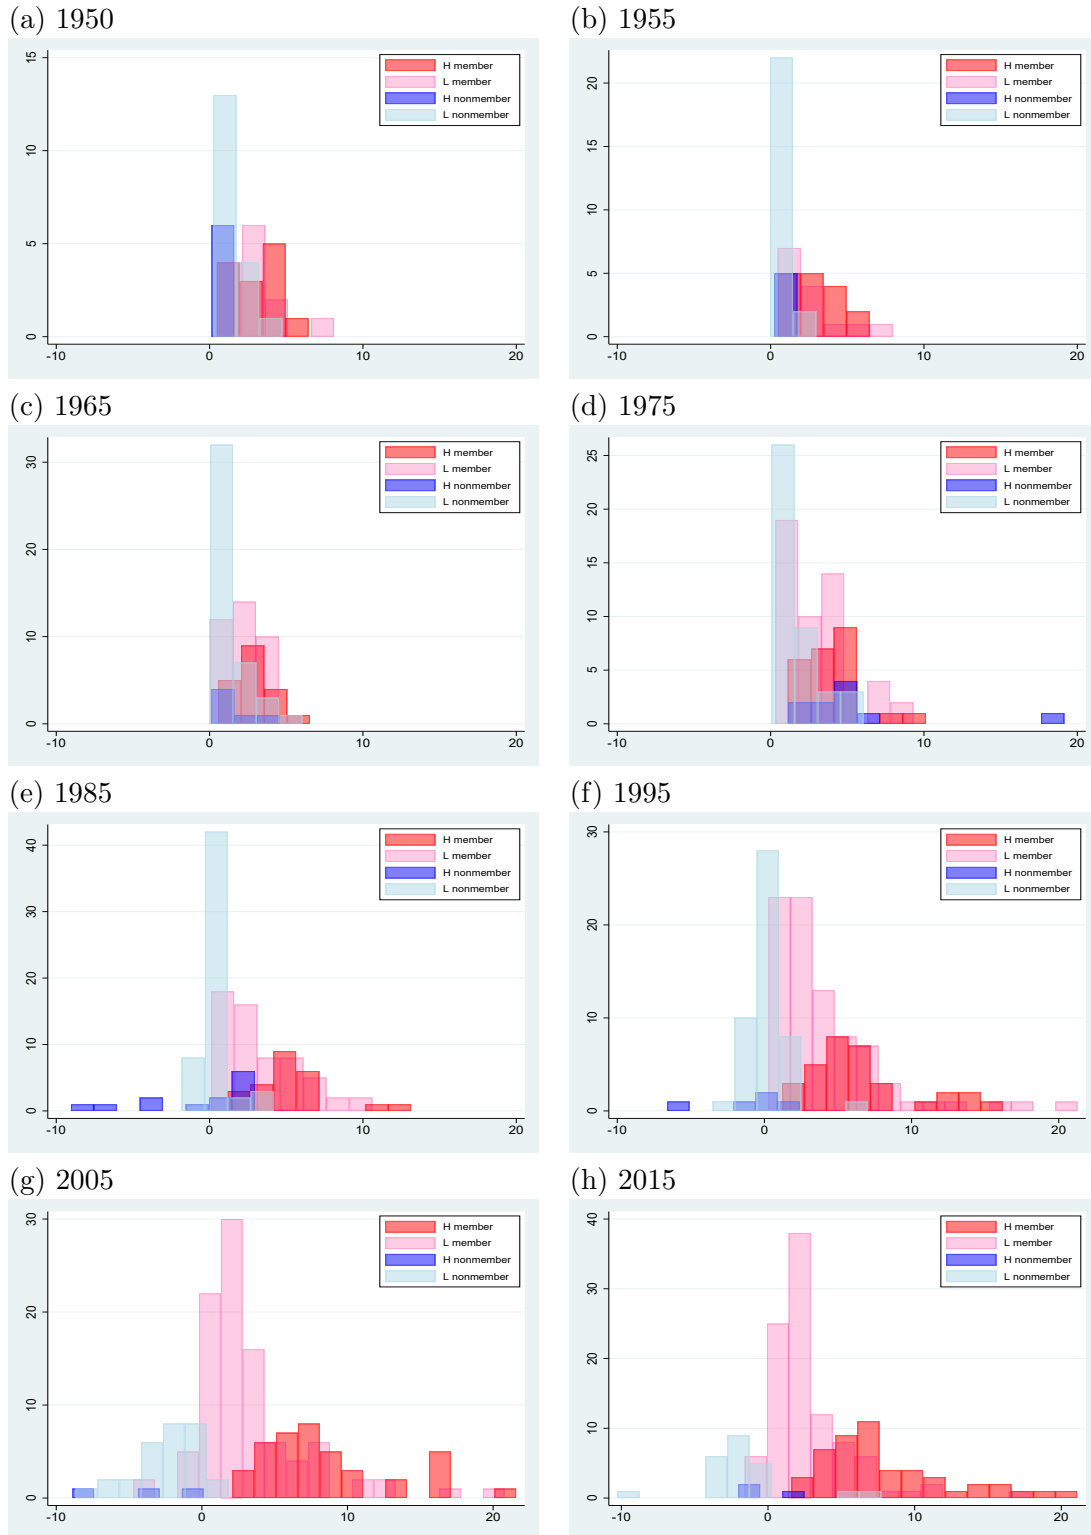 (a) 1950
(b) 1955
15
10
5
0
-10 0 10 20
H member
L member
H nonmember
L nonmember
20
15
10
5
0
-10 0 10 20
H member
L member
H nonmember
L nonmember
(c) 1965
(d) 1975
30
20
10
0
-10 0 10 20
H member
L member
H nonmember
L nonmember
25
20
15
10
5
0
-10 0 10 20
H member
L member
H nonmember
L nonmember
(e) 1985
(f) 1995
40
30
20
10
0
-10 0 10 20
H member
L member
H nonmember
L nonmember
30
20
10
0
-10 0 10 20
H member
L member
H nonmember
L nonmember
(g) 2005
(h) 2015
30
20
10
0
-10 0 10 20
H member
L member
H nonmember
L nonmember
40
30
20
10
0
-10 0 10 20
H member
L member
H nonmember
L nonmember